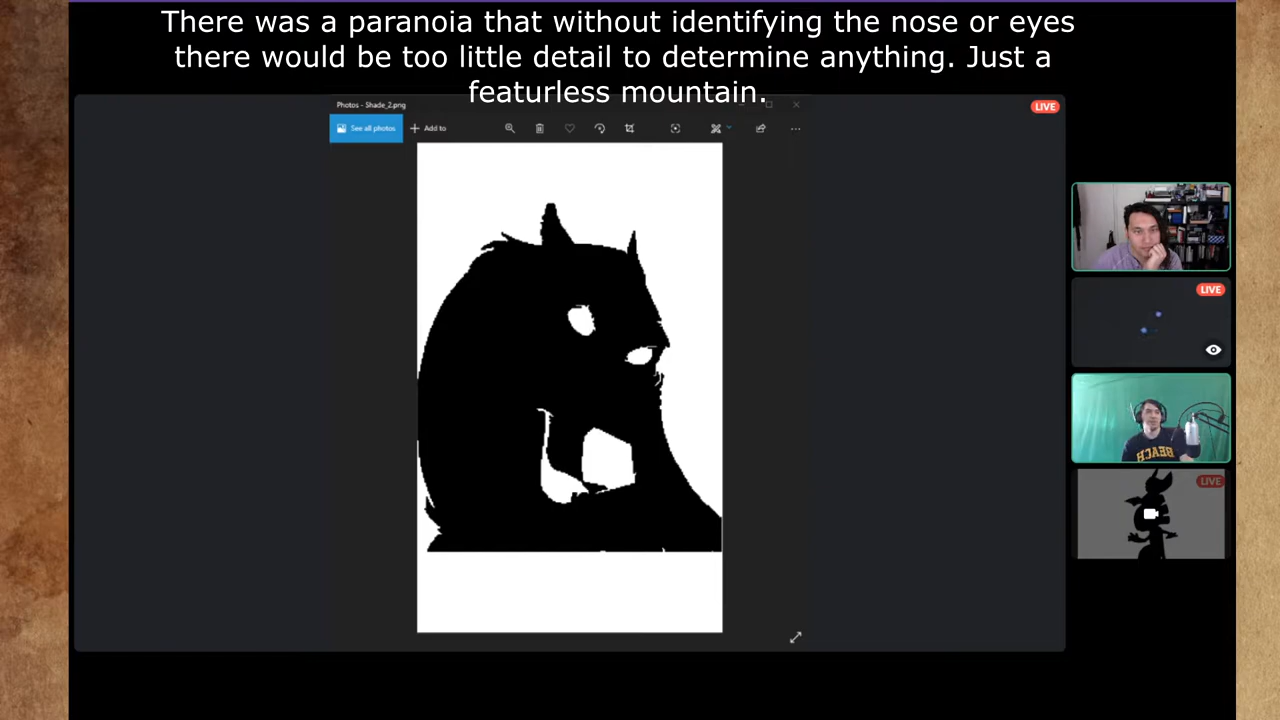 There was a paranoia that without identifying the nose or eyes
there would be too little detail to determine anything. Just a
featurless mountain.
Photos - Shade_2.png
LIVE
See all photos
Add to
LIVE
BEACH
LIVE